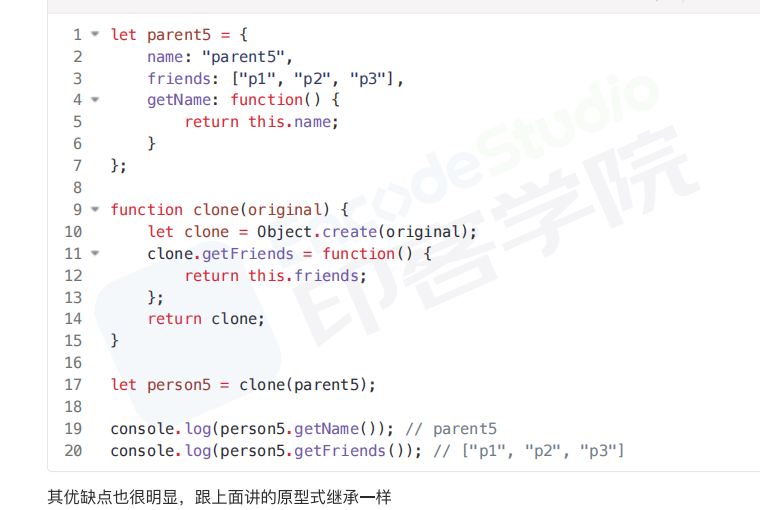 1 let parent5 = {
2 name: "parent5",
3 friends: ["p1", "p2", "p3"],
4 getName: function() {
5 return this.name;
6 }
7 };
8
9 function clone(original) {
10 let clone = Object.create(original);
11 clone.getFriends = function() {
12 return this.friends;
13 };
14 return clone;
15 }
16
17 let person5 = clone(parent5);
18
19 console.log(person5.getName()); // parent5
20 console.log(person5.getFriends()); // ["p1", "p2", "p3"]
其优缺点也很明显，跟上面讲的原型式继承一样
EncodeStudio
印客学院